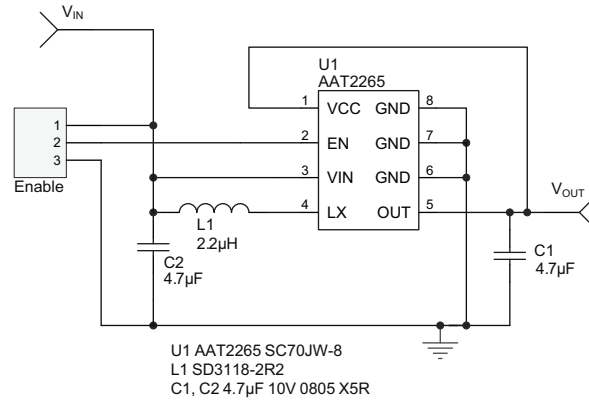 VIN
U1
AAT2265
1 VCC GND 8
1
2
3
Enable
2 EN GND 7
3 VIN GND 6
4 LX OUT 5
VOUT
L1
2.2µH
C2
4.7µF
C1
4.7µF
U1 AAT2265 SC70JW-8
L1 SD3118-2R2
C1, C2 4.7µF 10V 0805 X5R